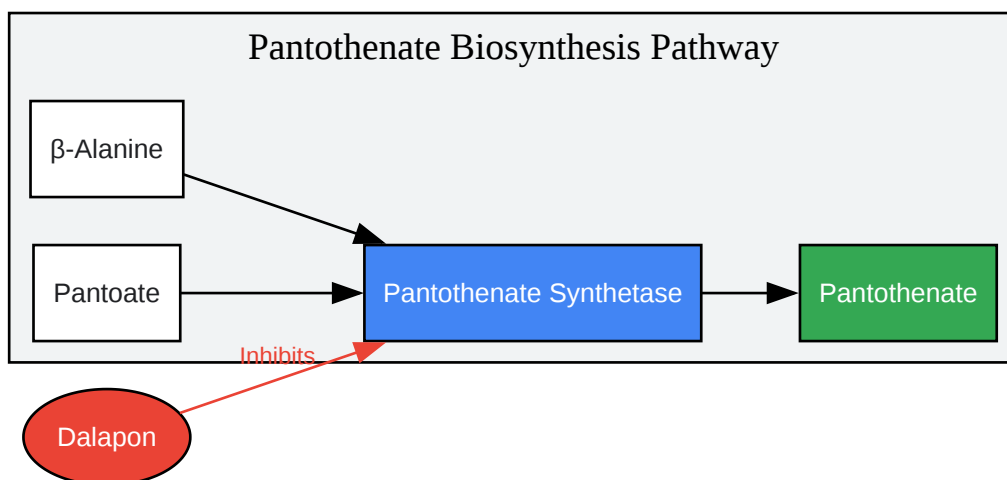 Pantothenate Biosynthesis Pathway
β-Alanine
Pantoate
Pantothenate Synthetase
Pantothenate
Inhibits
Dalapon